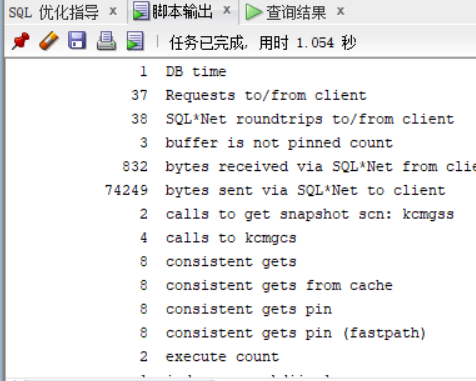 SQL 优化指导 x 脚本输出 x 查询结果 x
任务已完成, 用时 1.054 秒
1 DB time
37 Requests to/from client
38 SQL*Net roundtrips to/from client
3 buffer is not pinned count
832 bytes received via SQL*Net from clie
74249 bytes sent via SQL*Net to client
2 calls to get snapshot scn: kcmgss
4 calls to kcmgcs
8 consistent gets
8 consistent gets from cache
8 consistent gets pin
8 consistent gets pin (fastpath)
2 execute count